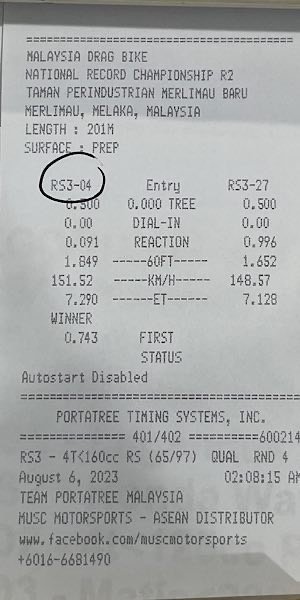 ================================
MALAYSIA DRAG BIKE
NATIONAL RECORD CHAMPIONSHIP R2
TAMAN PERINDUSTRIAN MERLIMAU BARU
MERLIMAU, MELAKA, MALAYSIA
LENGTH : 201M
SURFACE : PREP
RS3-04 Entry RS3-27
0.500 0.000 TREE 0.500
0.00 DIAL-IN 0.00
0.091 REACTION 0.996
1.849 -----60FT----- 1.652
151.52 ------KM/H------ 148.57
7.290 ------ET------- 7.128
WINNER
0.743 FIRST
STATUS
Autostart Disabled
================================
PORTATREE TIMING SYSTEMS, INC.
============= 401/402 ==========600214
RS3 - 4T<160cc RS (65/97) QUAL RND 4
August 6, 2023 02:08:15 AM
TEAM PORTATREE MALAYSIA
MUSC MOTORSPORTS - ASEAN DISTRIBUTOR
www.facebook.com/muscmotorsports
+6016-6681490